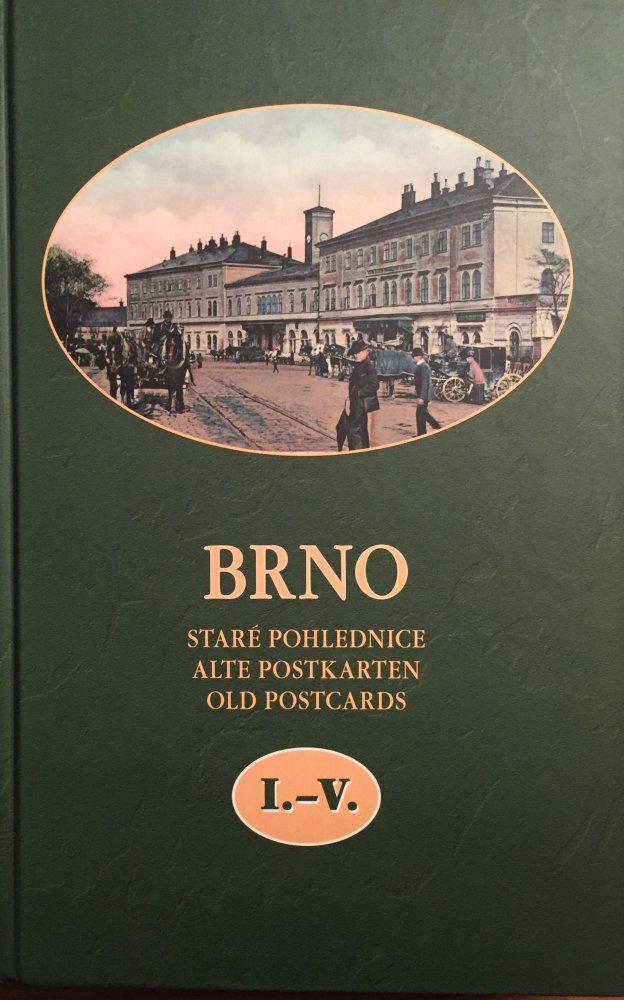 BRNO
STARÉ POHLEDNICE
ALTE POSTKARTEN
OLD POSTCARDS
I.–V.